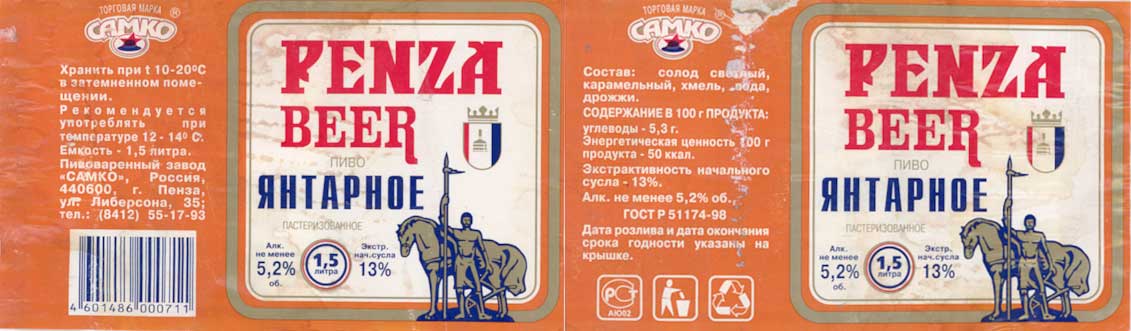 ТОРГОВАЯ МАРКА
САМКО ®
Хранить при t 10-20ºС
в затемненном поме-
щении.
Рекомендуется
употреблять при
температуре 12 - 14º С.
Емкость - 1,5 литра.
Пивоваренный завод
«САМКО», Россия,
440600, г. Пенза,
ул. Либерсона, 35;
тел.: (8412) 55-17-93
4 601486 000711
PENZA
BEER
ПИВО
ЯНТАРНОЕ
ПАСТЕРИЗОВАННОЕ
Алк.
не менее
5,2%
об.
1,5
литра
Экстр.
нач.сусла
13%
ТОРГОВАЯ МАРКА
САМКО ®
Состав: солод светлый,
карамельный, хмель, вода,
дрожжи.
СОДЕРЖАНИЕ В 100 г ПРОДУКТА:
углеводы - 5,3 г.
Энергетическая ценность 100 г
продукта - 50 ккал.
Экстрактивность начального
сусла - 13%.
Алк. не менее 5,2% об.
ГОСТ Р 51174-98
Дата розлива и дата окончания
срока годности указаны на
крышке.
РСТ
АЮ02
PENZA
BEER
ПИВО
ЯНТАРНОЕ
ПАСТЕРИЗОВАННОЕ
Алк.
не менее
5,2%
об.
1,5
литра
Экстр.
нач.сусла
13%